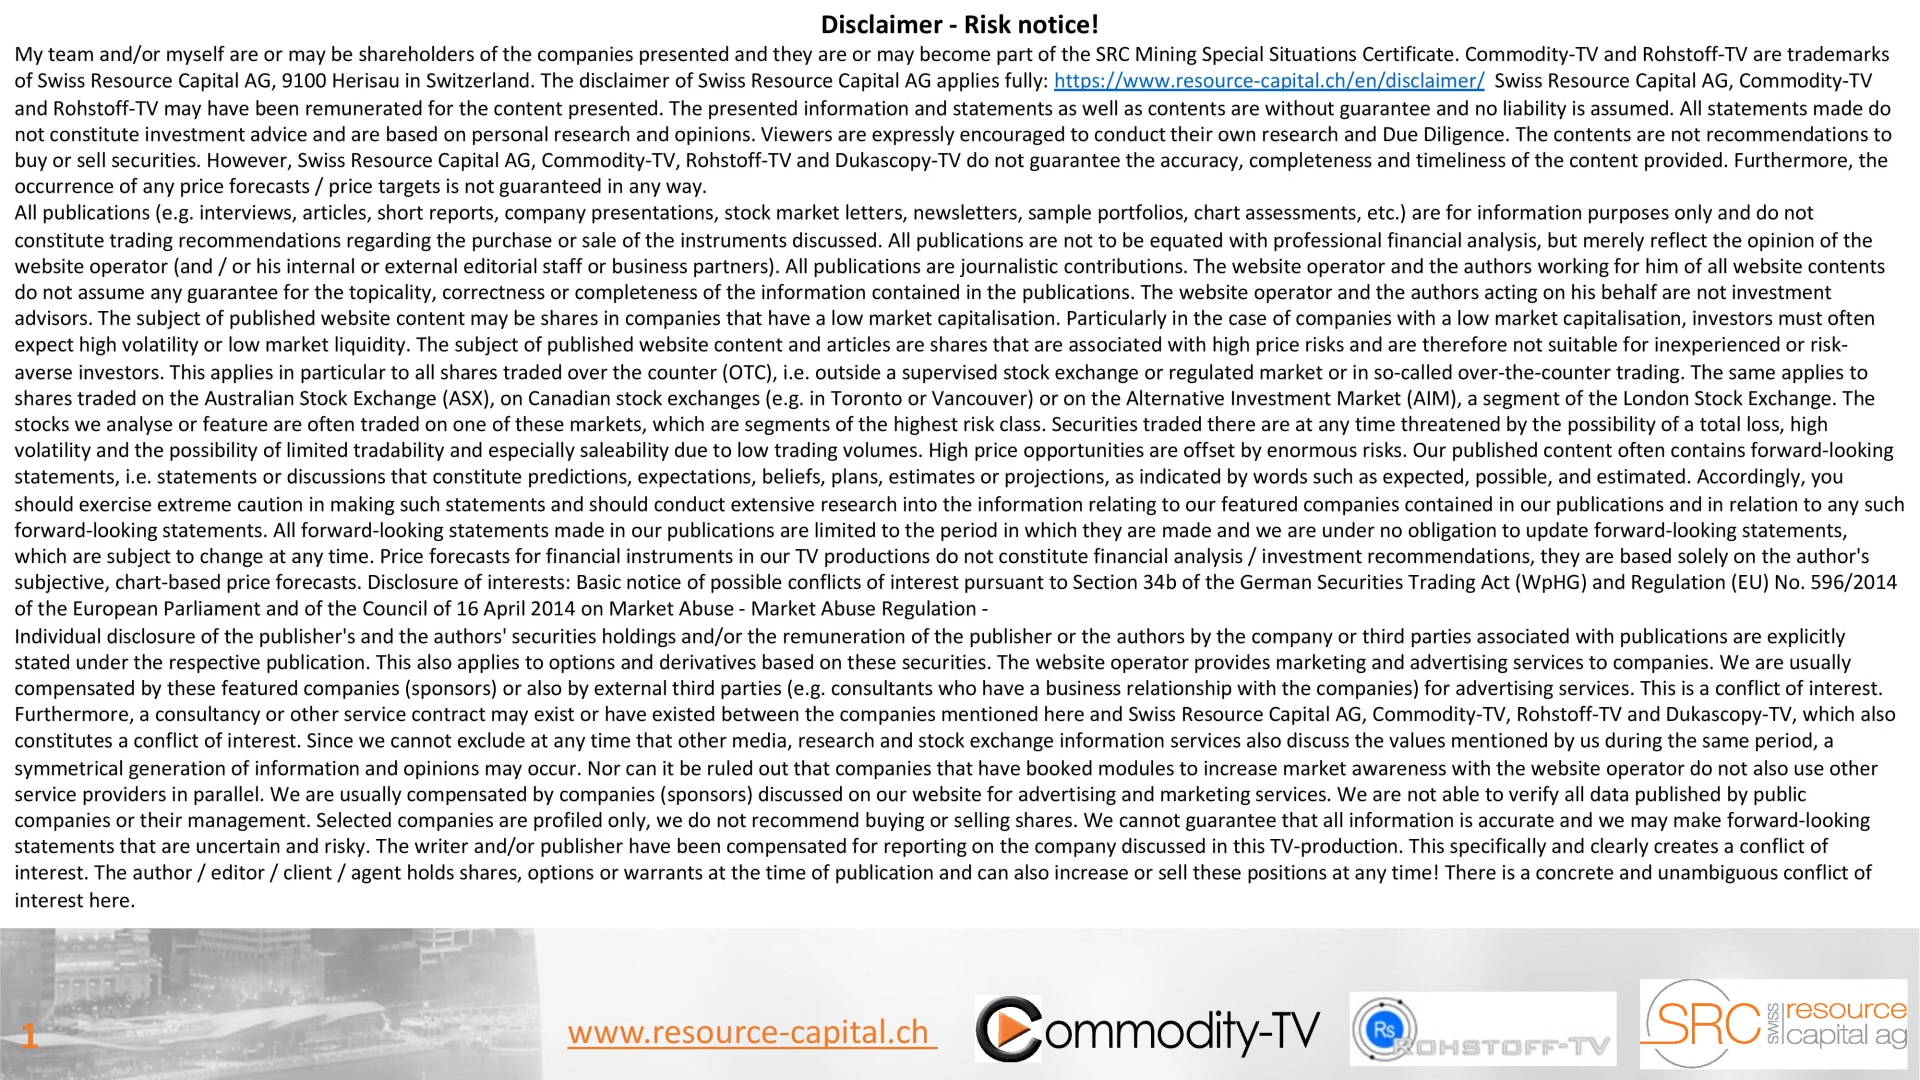 Disclaimer - Risk notice!
My team and/or myself are or may be shareholders of the companies presented and they are or may become part of the SRC Mining Special Situations Certificate. Commodity-TV and Rohstoff-TV are trademarks
of Swiss Resource Capital AG, 9100 Herisau in Switzerland. The disclaimer of Swiss Resource Capital AG applies fully: https://www.resource-capital.ch/en/disclaimer/ Swiss Resource Capital AG, Commodity-TV
and Rohstoff-TV may have been remunerated for the content presented. The presented information and statements as well as contents are without guarantee and no liability is assumed. All statements made do
not constitute investment advice and are based on personal research and opinions. Viewers are expressly encouraged to conduct their own research and Due Diligence. The contents are not recommendations to
buy or sell securities. However, Swiss Resource Capital AG, Commodity-TV, Rohstoff-TV and Dukascopy-TV do not guarantee the accuracy, completeness and timeliness of the content provided. Furthermore, the
occurrence of any price forecasts / price targets is not guaranteed in any way.
All publications (e.g. interviews, articles, short reports, company presentations, stock market letters, newsletters, sample portfolios, chart assessments, etc.) are for information purposes only and do not
constitute trading recommendations regarding the purchase or sale of the instruments discussed. All publications are not to be equated with professional financial analysis, but merely reflect the opinion of the
website operator (and / or his internal or external editorial staff or business partners). All publications are journalistic contributions. The website operator and the authors working for him of all website contents
do not assume any guarantee for the topicality, correctness or completeness of the information contained in the publications. The website operator and the authors acting on his behalf are not investment
advisors. The subject of published website content may be shares in companies that have a low market capitalisation. Particularly in the case of companies with a low market capitalisation, investors must often
expect high volatility or low market liquidity. The subject of published website content and articles are shares that are associated with high price risks and are therefore not suitable for inexperienced or risk-
averse investors. This applies in particular to all shares traded over the counter (OTC), i.e. outside a supervised stock exchange or regulated market or in so-called over-the-counter trading. The same applies to
shares traded on the Australian Stock Exchange (ASX), on Canadian stock exchanges (e.g. in Toronto or Vancouver) or on the Alternative Investment Market (AIM), a segment of the London Stock Exchange. The
stocks we analyse or feature are often traded on one of these markets, which are segments of the highest risk class. Securities traded there are at any time threatened by the possibility of a total loss, high
volatility and the possibility of limited tradability and especially saleability due to low trading volumes. High price opportunities are offset by enormous risks. Our published content often contains forward-looking
statements, i.e. statements or discussions that constitute predictions, expectations, beliefs, plans, estimates or projections, as indicated by words such as expected, possible, and estimated. Accordingly, you
should exercise extreme caution in making such statements and should conduct extensive research into the information relating to our featured companies contained in our publications and in relation to any such
forward-looking statements. All forward-looking statements made in our publications are limited to the period in which they are made and we are under no obligation to update forward-looking statements,
which are subject to change at any time. Price forecasts for financial instruments in our TV productions do not constitute financial analysis / investment recommendations, they are based solely on the author's
subjective, chart-based price forecasts. Disclosure of interests: Basic notice of possible conflicts of interest pursuant to Section 34b of the German Securities Trading Act (WpHG) and Regulation (EU) No. 596/2014
of the European Parliament and of the Council of 16 April 2014 on Market Abuse - Market Abuse Regulation -
Individual disclosure of the publisher's and the authors' securities holdings and/or the remuneration of the publisher or the authors by the company or third parties associated with publications are explicitly
stated under the respective publication. This also applies to options and derivatives based on these securities. The website operator provides marketing and advertising services to companies. We are usually
compensated by these featured companies (sponsors) or also by external third parties (e.g. consultants who have a business relationship with the companies) for advertising services. This is a conflict of interest.
Furthermore, a consultancy or other service contract may exist or have existed between the companies mentioned here and Swiss Resource Capital AG, Commodity-TV, Rohstoff-TV and Dukascopy-TV, which also
constitutes a conflict of interest. Since we cannot exclude at any time that other media, research and stock exchange information services also discuss the values mentioned by us during the same period, a
symmetrical generation of information and opinions may occur. Nor can it be ruled out that companies that have booked modules to increase market awareness with the website operator do not also use other
service providers in parallel. We are usually compensated by companies (sponsors) discussed on our website for advertising and marketing services. We are not able to verify all data published by public
companies or their management. Selected companies are profiled only, we do not recommend buying or selling shares. We cannot guarantee that all information is accurate and we may make forward-looking
statements that are uncertain and risky. The writer and/or publisher have been compensated for reporting on the company discussed in this TV-production. This specifically and clearly creates a conflict of
interest. The author / editor / client / agent holds shares, options or warrants at the time of publication and can also increase or sell these positions at any time! There is a concrete and unambiguous conflict of
interest here.
1
www.resource-capital.ch
Commodity-TV
Rs
ROHSTOFF-TV
SRC
SWISS
resource
capital ag